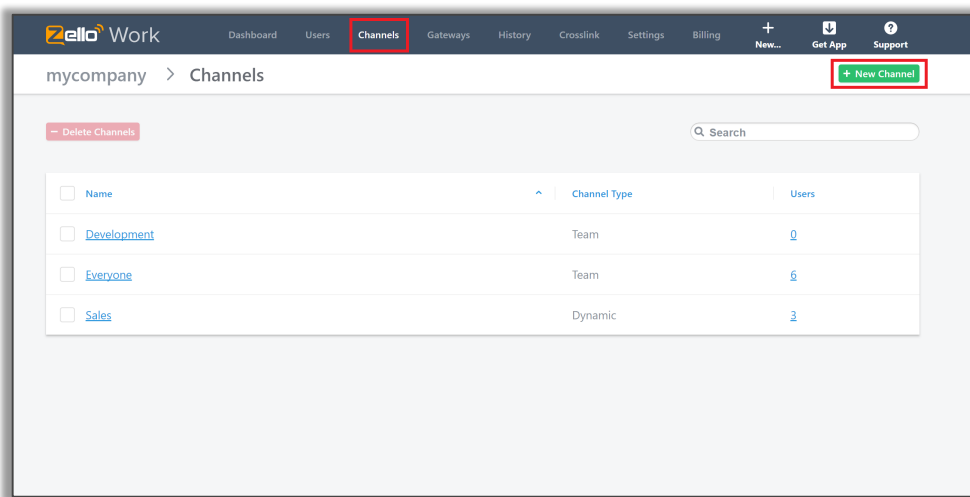 Zello Work Dashboard Users Channels Gateways History Crosslink Settings Billing New... Get App Support
mycompany > Channels + New Channel
− Delete Channels Search
Name Channel Type Users
Development Team 0
Everyone Team 6
Sales Dynamic 3